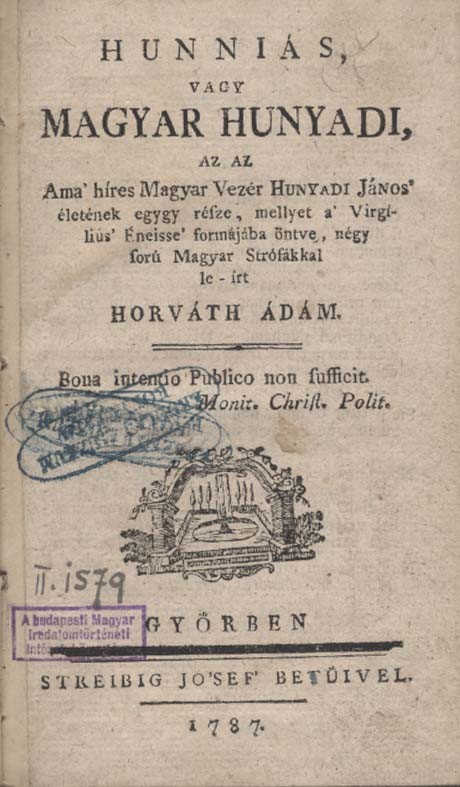 HUNNIÁS,
VAGY
MAGYAR HUNYADI,
AZ AZ
Ama' híres Magyar Vezér HUNYADI JÁNOS'
életének egygy réſze, mellyet a' Virgí-
liús' Éneisse' formájába öntve, négy
ſorú Magyar Strófákkal
le-írt
HORVÁTH ÁDÁM.
Bona intentio Publico non ſufficit.
Monit. Chriſt. Polit.
II. 1579
A budapesti Magyar
Irodalomtörténeti
GYŐRBEN
STREIBIG JO'SEF' BETŰIVEL.
1787.